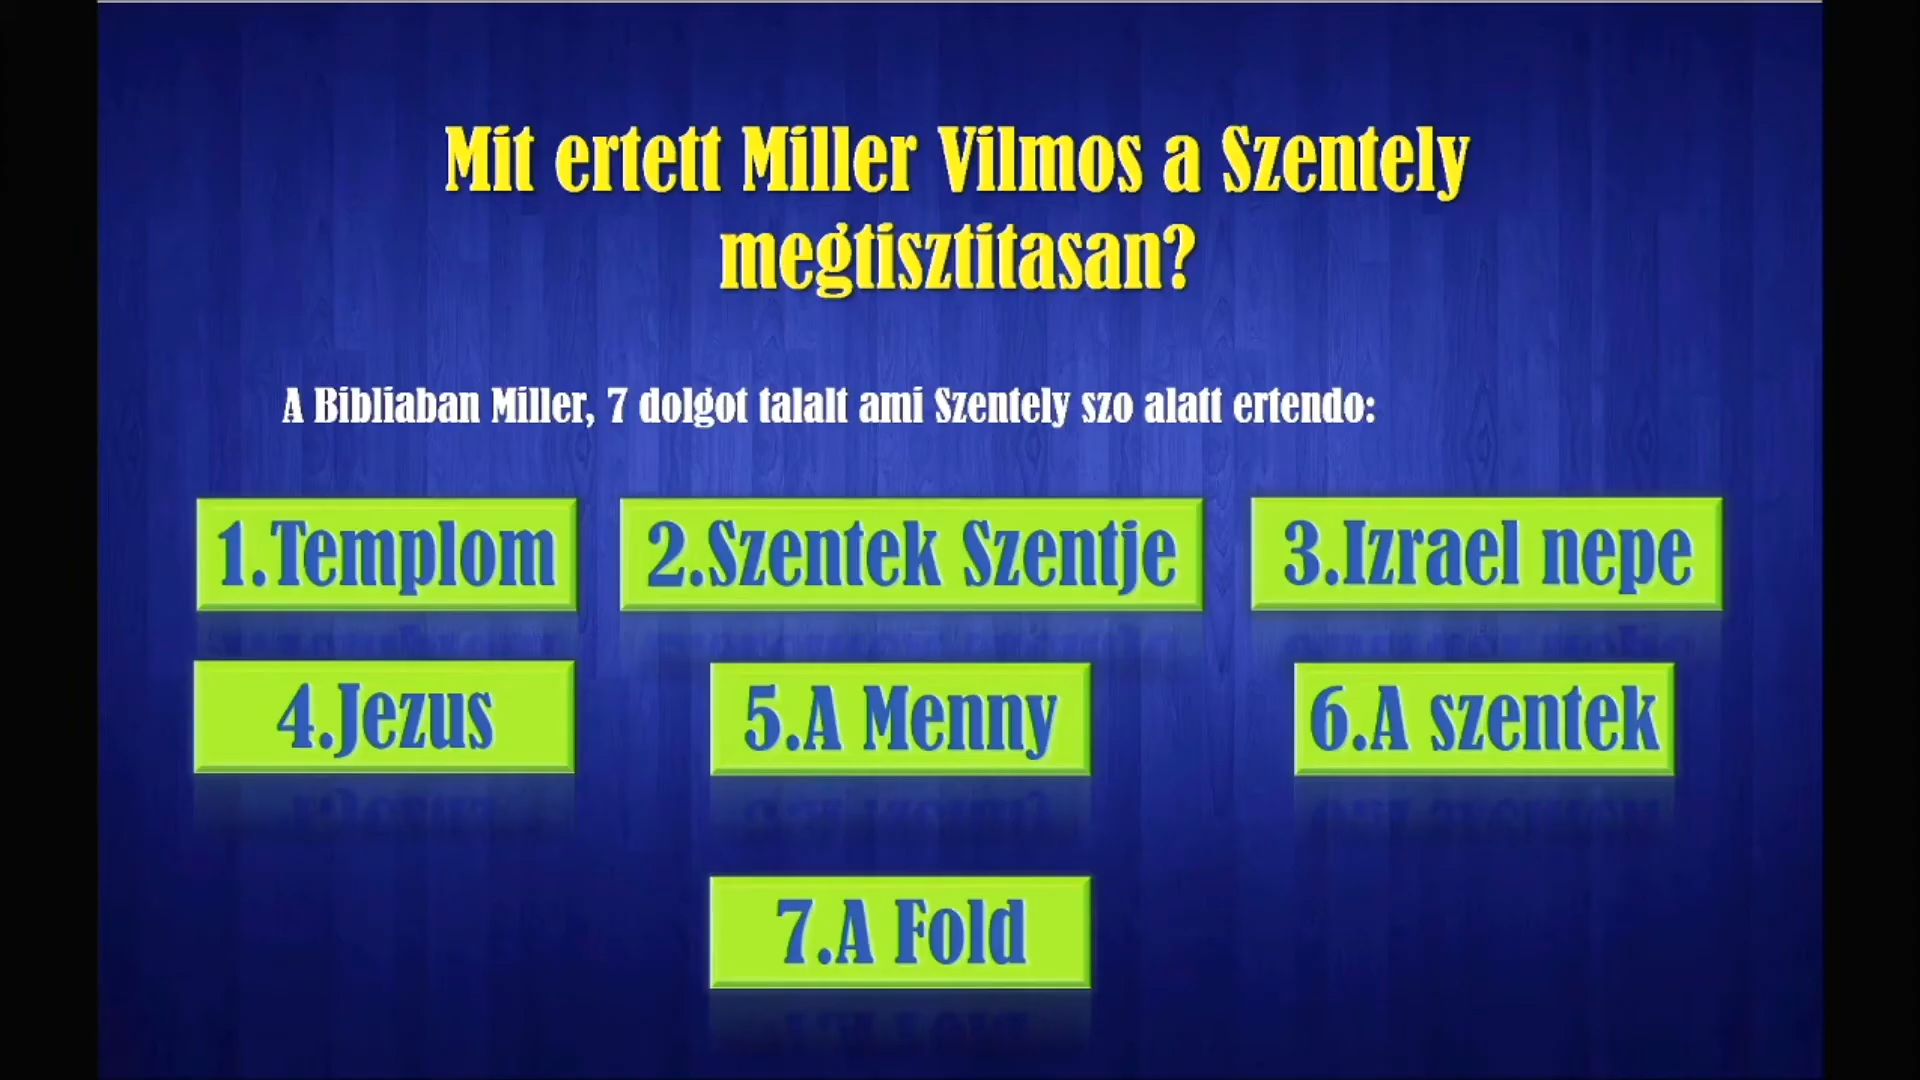 Mit ertett Miller Vilmos a Szentely
megtisztitasan?
A Bibliaban Miller, 7 dolgot talalt ami Szentely szo alatt ertendo:
1.Templom
2.Szentek Szentje
3.Izrael nepe
4.Jezus
5.A Menny
6.A szentek
7.A Fold